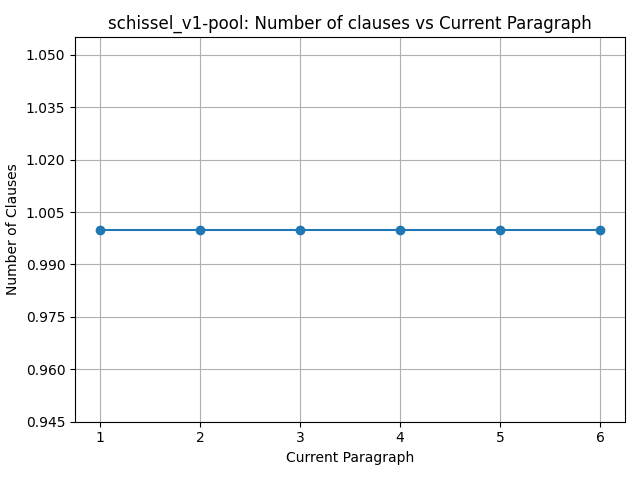 schissel_v1-pool: Number of clauses vs Current Paragraph
1.050
1.035
1.020
1.005
0.990
0.975
0.960
0.945
Number of Clauses
1 2 3 4 5 6
Current Paragraph